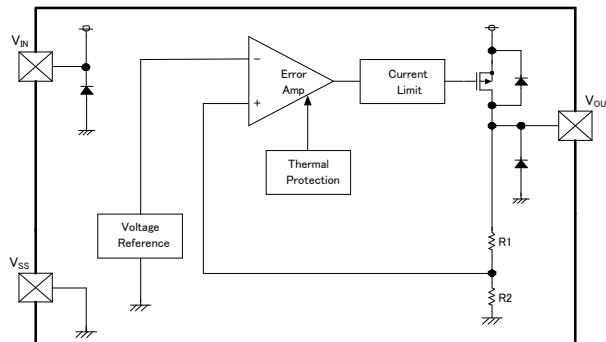 VIN
−
Error
Amp
+
Current
Limit
VOU
Thermal
Protection
Voltage
Reference
R1
VSS
R2